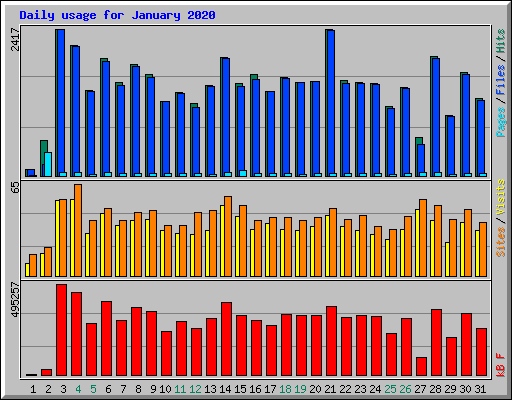 Daily usage for January 2020
2417
Pages / Files / Hits
65
Sites / Visits
495257
kB F
1 2 3 4 5 6 7 8 9 10 11 12 13 14 15 16 17 18 19 20 21 22 23 24 25 26 27 28 29 30 31